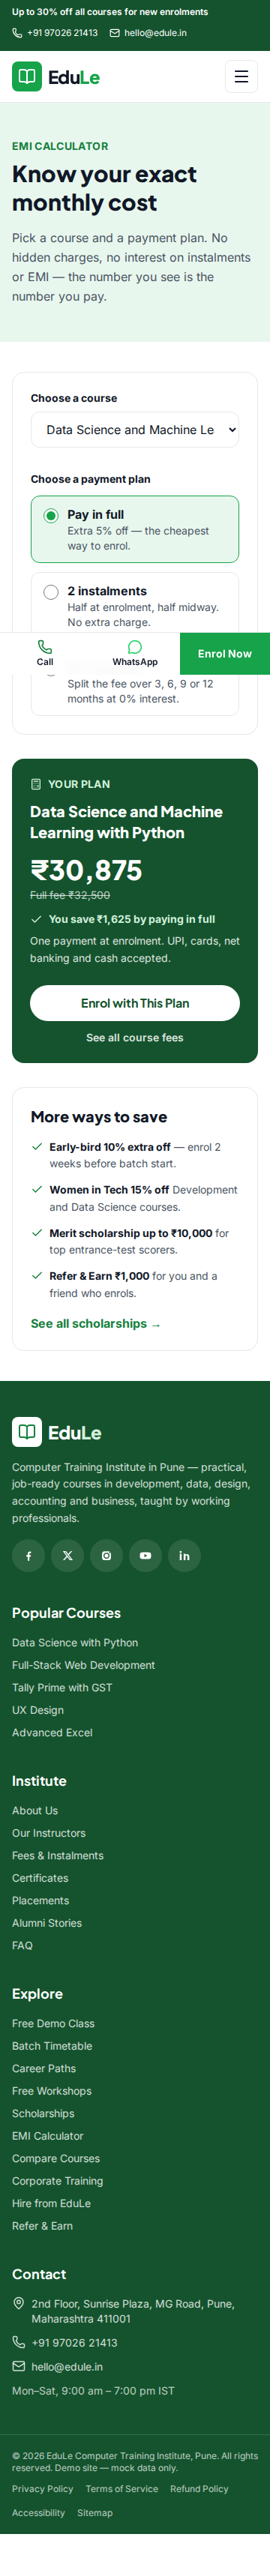 Up to 30% off all courses for new enrolments
+91 97026 21413 hello@edule.in
EduLe
EMI CALCULATOR
Know your exact
monthly cost
Pick a course and a payment plan. No
hidden charges, no interest on instalments
or EMI — the number you see is the
number you pay.
Choose a course
Data Science and Machine Le
Choose a payment plan
Pay in full
Extra 5% off — the cheapest
way to enrol.
2 instalments
Half at enrolment, half midway.
No extra charge.
Call
WhatsApp
Enrol Now
Split the fee over 3, 6, 9 or 12
months at 0% interest.
YOUR PLAN
Data Science and Machine
Learning with Python
₹30,875
Full fee ₹32,500
You save ₹1,625 by paying in full
One payment at enrolment. UPI, cards, net
banking and cash accepted.
Enrol with This Plan
See all course fees
More ways to save
Early-bird 10% extra off — enrol 2
weeks before batch start.
Women in Tech 15% off Development
and Data Science courses.
Merit scholarship up to ₹10,000 for
top entrance-test scorers.
Refer & Earn ₹1,000 for you and a
friend who enrols.
See all scholarships →
EduLe
Computer Training Institute in Pune — practical,
job-ready courses in development, data, design,
accounting and business, taught by working
professionals.
Popular Courses
Data Science with Python
Full-Stack Web Development
Tally Prime with GST
UX Design
Advanced Excel
Institute
About Us
Our Instructors
Fees & Instalments
Certificates
Placements
Alumni Stories
FAQ
Explore
Free Demo Class
Batch Timetable
Career Paths
Free Workshops
Scholarships
EMI Calculator
Compare Courses
Corporate Training
Hire from EduLe
Refer & Earn
Contact
2nd Floor, Sunrise Plaza, MG Road, Pune,
Maharashtra 411001
+91 97026 21413
hello@edule.in
Mon–Sat, 9:00 am – 7:00 pm IST
© 2026 EduLe Computer Training Institute, Pune. All rights
reserved. Demo site — mock data only.
Privacy Policy Terms of Service Refund Policy
Accessibility Sitemap